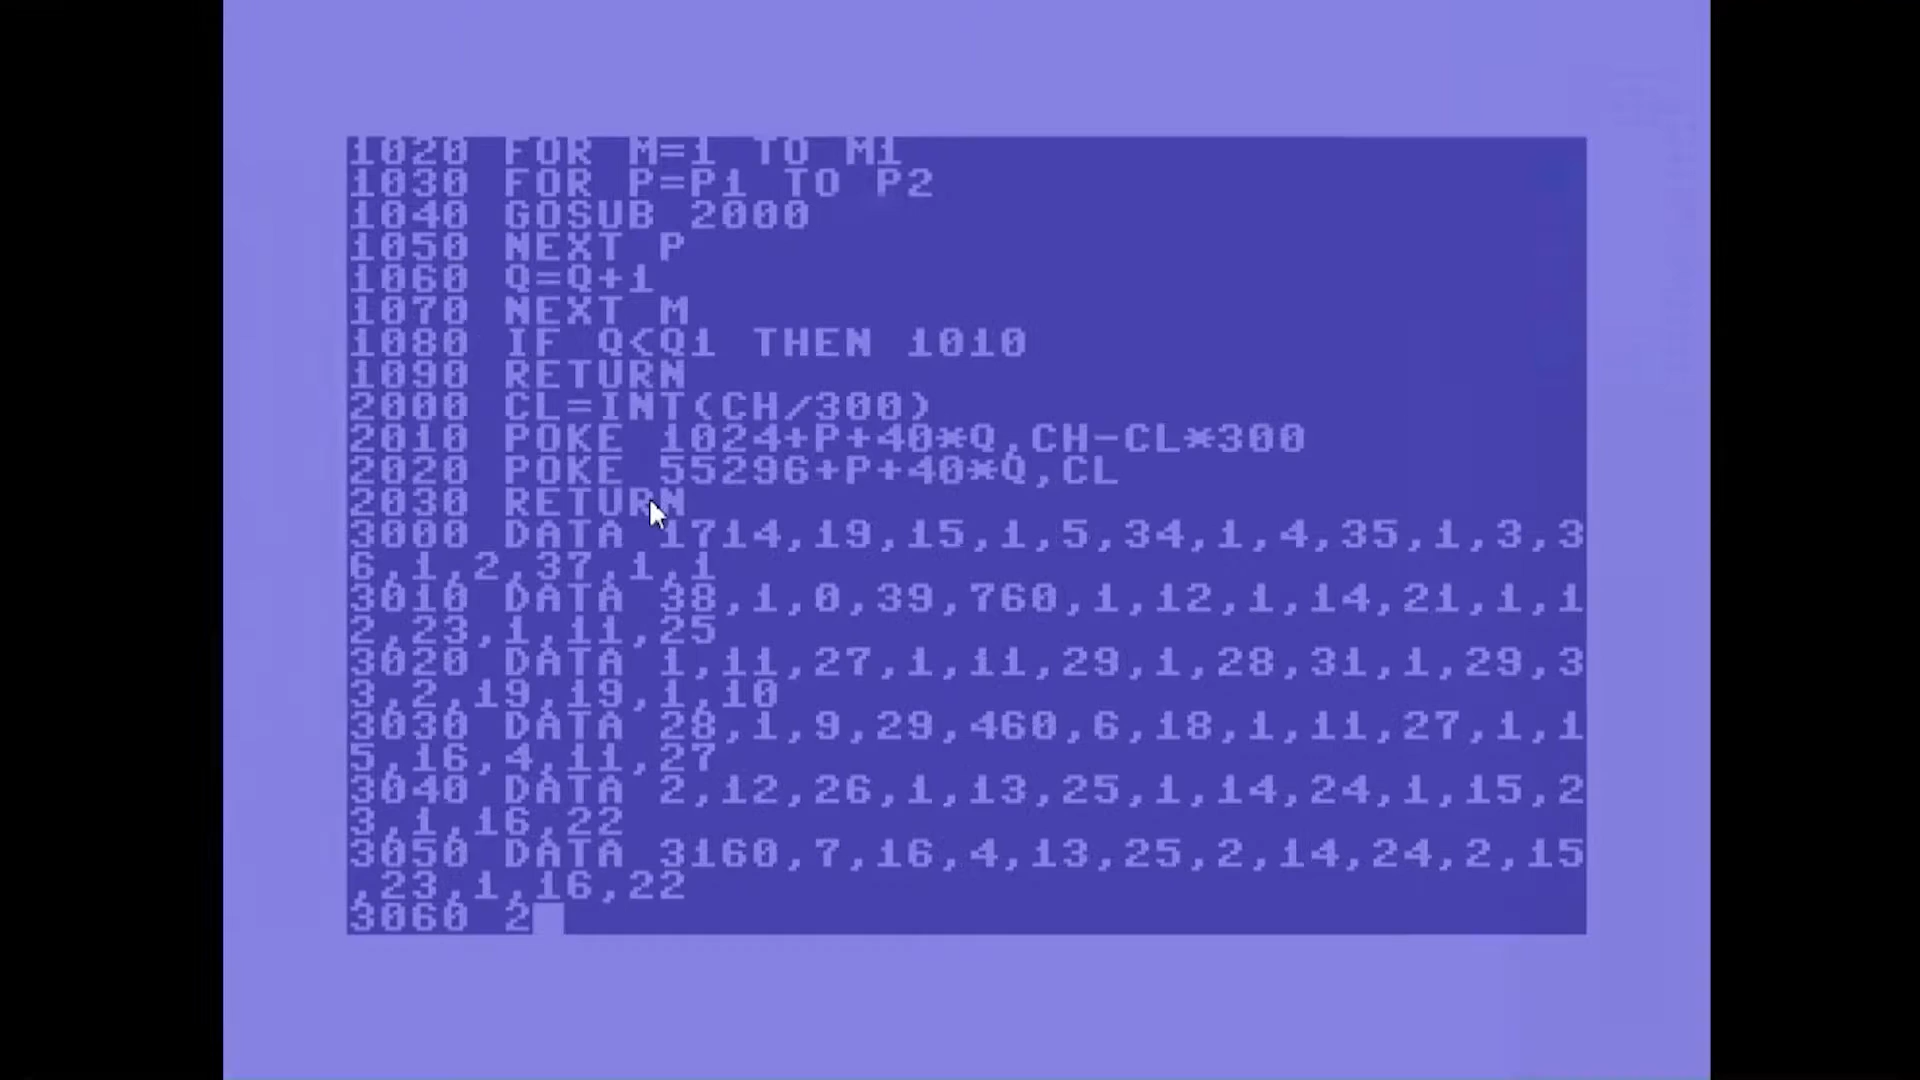 1020 FOR M=1 TO M1
1030 FOR P=P1 TO P2
1040 GOSUB 2000
1050 NEXT P
1060 Q=Q+1
1070 NEXT M
1080 IF Q<Q1 THEN 1010
1090 RETURN
2000 CL=INT(CH/300)
2010 POKE 1024+P+40*Q,CH-CL*300
2020 POKE 55296+P+40*Q,CL
2030 RETURN
3000 DATA 1714,19,15,1,5,34,1,4,35,1,3,3
6,1,2,37,1,1
3010 DATA 38,1,0,39,760,1,12,1,14,21,1,1
2,23,1,11,25
3020 DATA 1,11,27,1,11,29,1,28,31,1,29,3
3,2,19,19,1,10
3030 DATA 28,1,9,29,460,6,18,1,11,27,1,1
5,16,4,11,27
3040 DATA 2,12,26,1,13,25,1,14,24,1,15,2
3,1,16,22
3050 DATA 3160,7,16,4,13,25,2,14,24,2,15
,23,1,16,22
3060 2